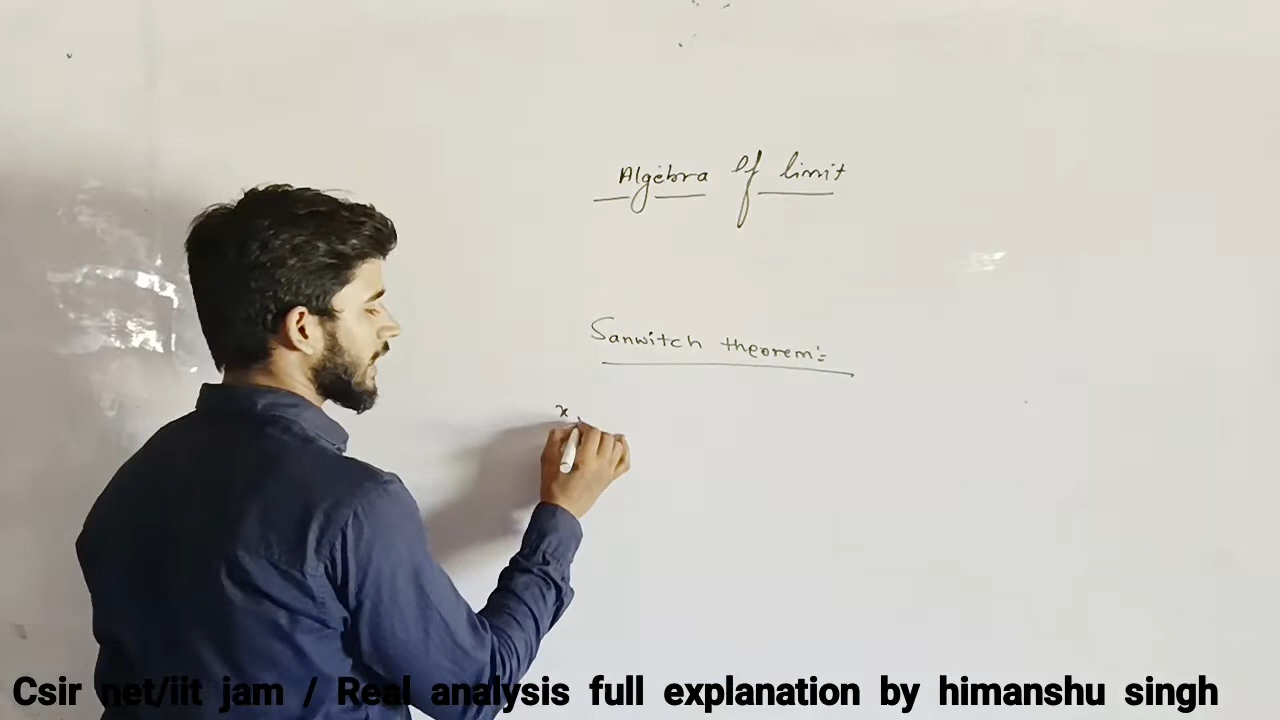 Algebra Of limit
Sanwitch theorem:-
x
Csir net/iit jam / Real analysis full explanation by himanshu singh